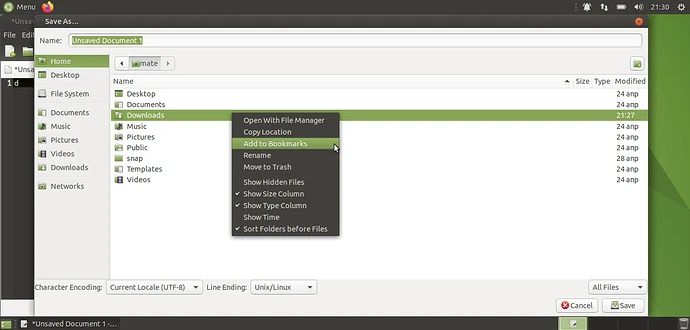 Menu
21:30
*Unsav
Save As…
File Edi
Name: Unsaved Document 1
*Unsa
1 d
Home
Desktop
File System
Documents
Music
Pictures
Videos
Downloads
Networks
mate
Name Size Type Modified
Desktop 24 апр
Documents 24 апр
Downloads 21:27
Music 24 апр
Pictures 24 апр
Public 24 апр
snap 28 апр
Templates 24 апр
Videos 24 апр
Open With File Manager
Copy Location
Add to Bookmarks
Rename
Move to Trash
Show Hidden Files
Show Size Column
Show Type Column
Show Time
Sort Folders before Files
Character Encoding: Current Locale (UTF-8) Line Ending: Unix/Linux All Files
Cancel Save
*Unsaved Document 1 -…